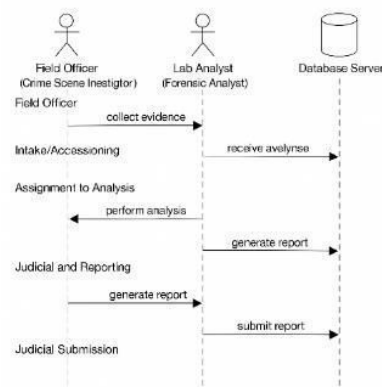 Field Officer
(Crime Scene Inestigtor)
Lab Analyst
(Forensic Analyst)
Database Server
Field Officer
collect evidence
Intake/Accessioning
receive avelynse
Assignment to Analysis
perform analysis
generate report
Judicial and Reporting
generate report
submit report
Judicial Submission